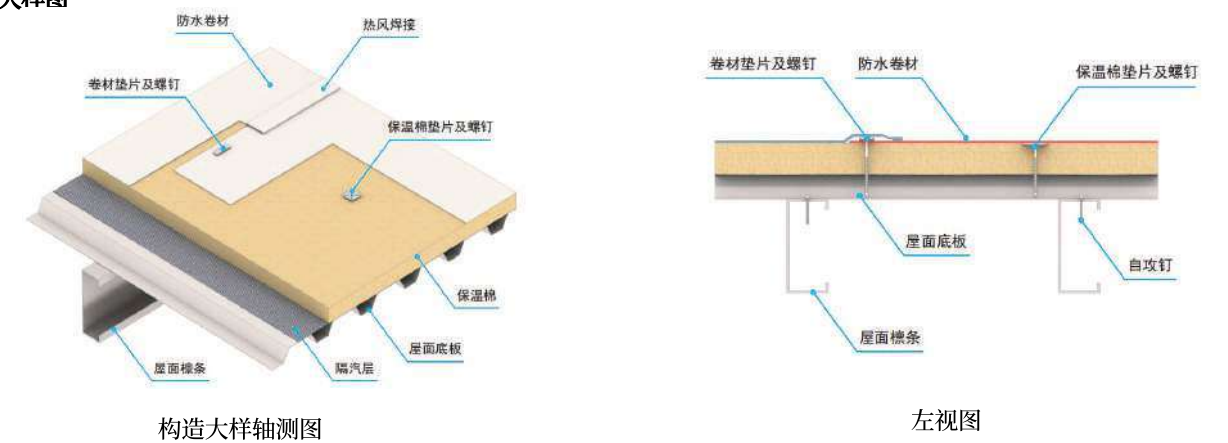 大样图
防水卷材
热风焊接
卷材垫片及螺钉
保温棉垫片及螺钉
保温棉
屋面底板
隔汽层
屋面檩条
构造大样轴测图
卷材垫片及螺钉
防水卷材
保温棉垫片及螺钉
屋面底板
自攻钉
屋面檩条
左视图